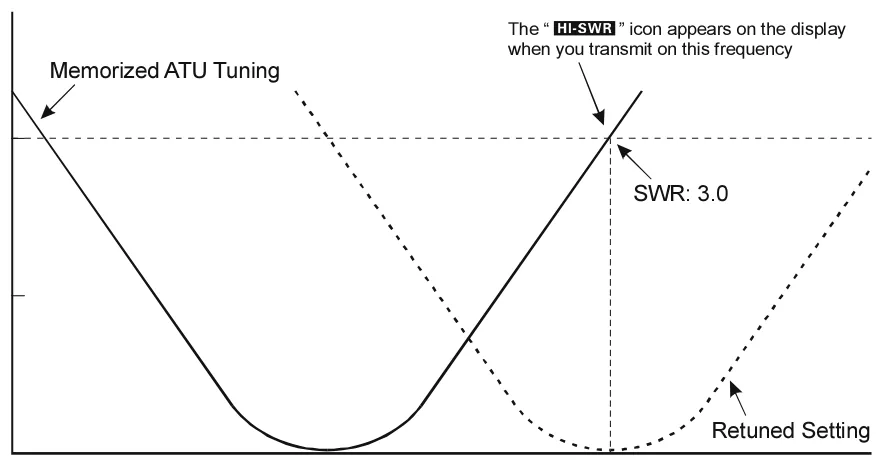 The “ HI-SWR ” icon appears on the display
when you transmit on this frequency
Memorized ATU Tuning
SWR: 3.0
Retuned Setting